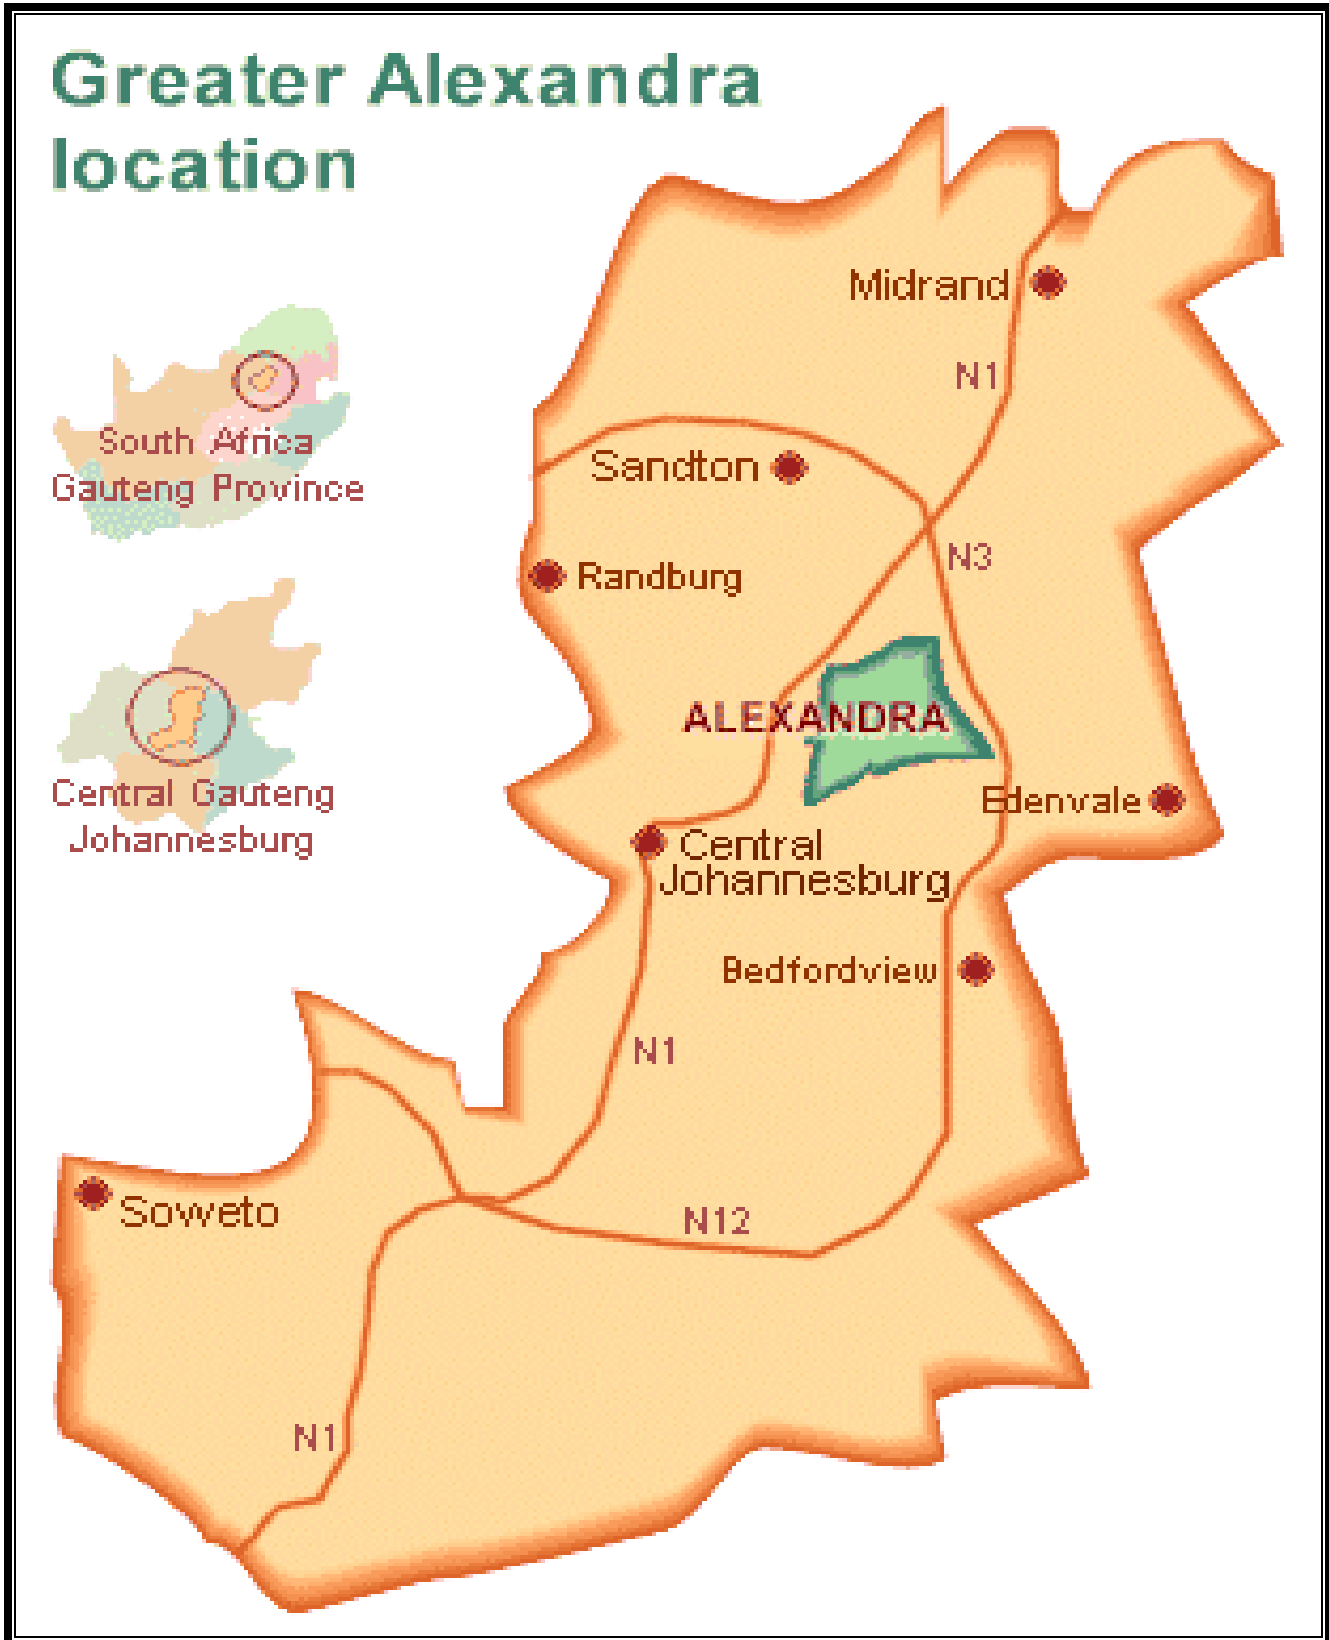 Greater Alexandra
location
Midrand
N1
South Africa
Gauteng Province
Sandton
N3
Randburg
ALEXANDRA
Central Gauteng
Johannesburg
Edenvale
Central
Johannesburg
Bedfordview
N1
Soweto
N12
N1